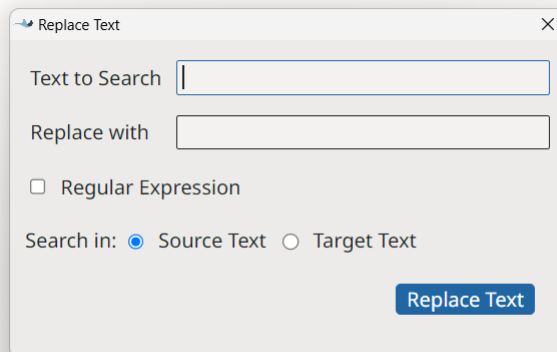 Replace Text
Text to Search
Replace with
Regular Expression
Search in: Source Text Target Text
Replace Text